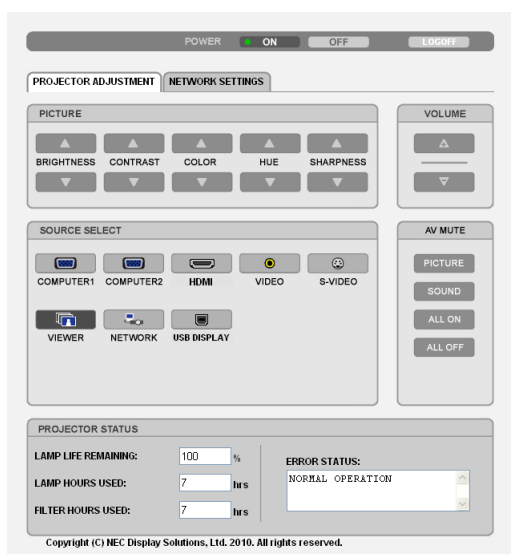 POWER ON OFF LOGOFF
PROJECTOR ADJUSTMENT NETWORK SETTINGS
PICTURE
BRIGHTNESS CONTRAST COLOR HUE SHARPNESS
VOLUME
SOURCE SELECT
COMPUTER1 COMPUTER2 HDMI VIDEO S-VIDEO
VIEWER NETWORK USB DISPLAY
AV MUTE
PICTURE
SOUND
ALL ON
ALL OFF
PROJECTOR STATUS
LAMP LIFE REMAINING: 100 %
LAMP HOURS USED: 7 hrs
FILTER HOURS USED: 7 hrs
ERROR STATUS:
NORMAL OPERATION
Copyright (C) NEC Display Solutions, Ltd. 2010. All rights reserved.